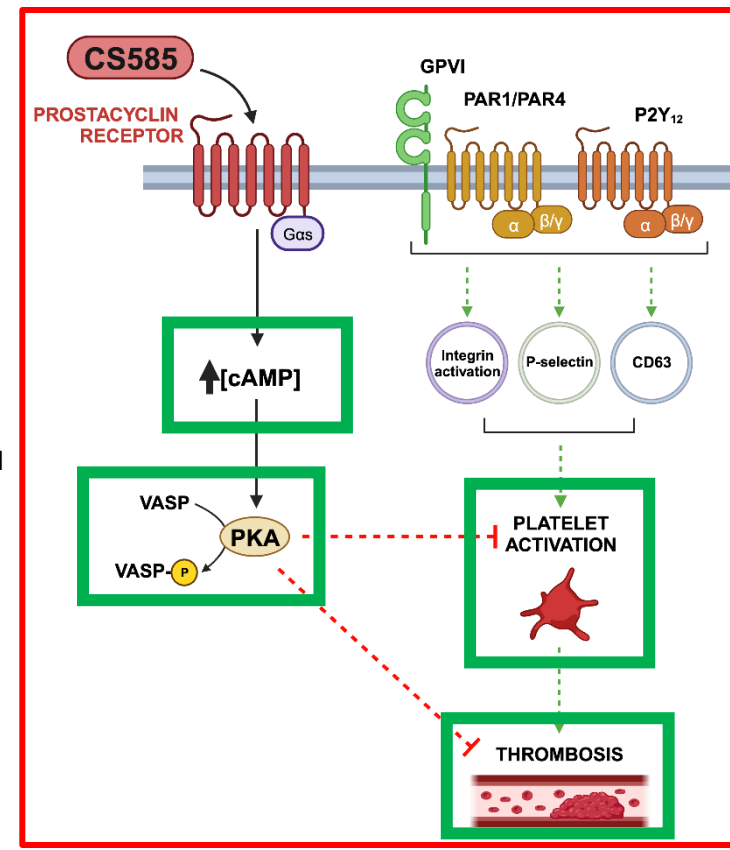 CS585
PROSTACYCLIN
RECEPTOR
Gαs
GPVI
PAR1/PAR4
P2Y₁₂
α
β/γ
α
β/γ
[cAMP]
Integrin
activation
P-selectin
CD63
VASP
PKA
VASP-P
PLATELET
ACTIVATION
THROMBOSIS